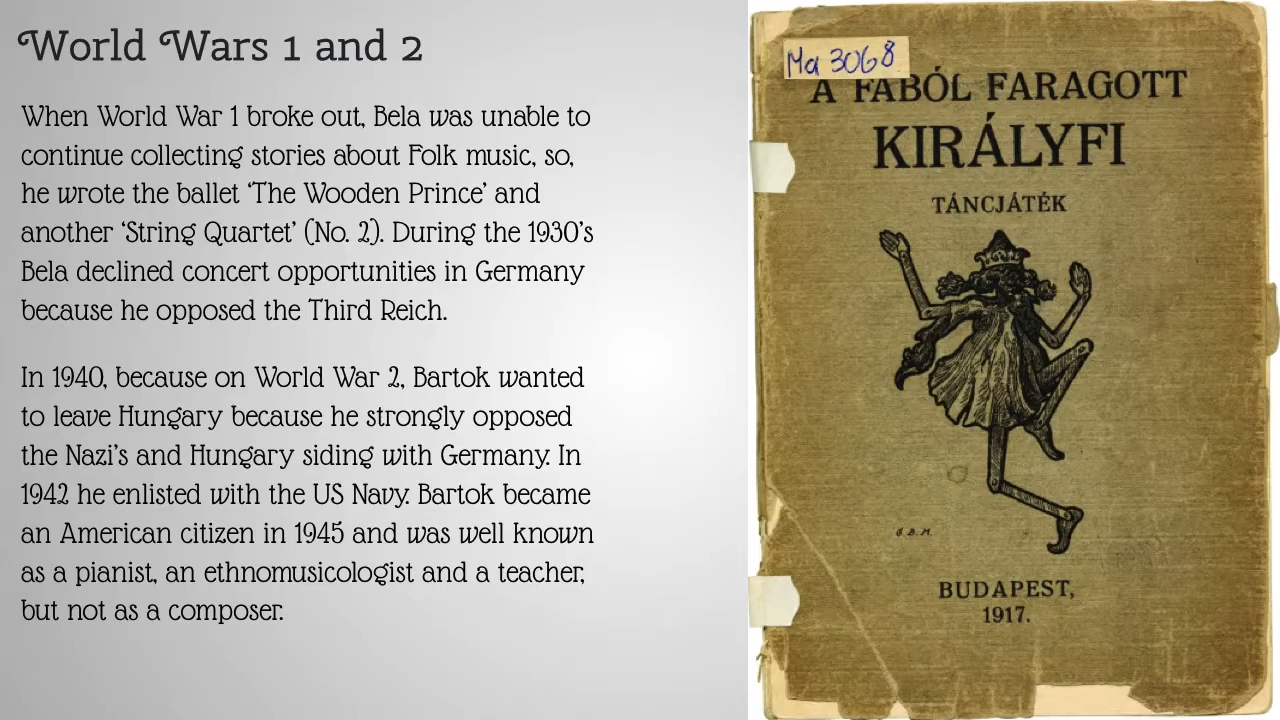 World Wars 1 and 2
When World War 1 broke out, Bela was unable to
continue collecting stories about Folk music, so,
he wrote the ballet ‘The Wooden Prince’ and
another ‘String Quartet’ (No. 2). During the 1930’s
Bela declined concert opportunities in Germany
because he opposed the Third Reich.
In 1940, because on World War 2, Bartok wanted
to leave Hungary because he strongly opposed
the Nazi’s and Hungary siding with Germany. In
1942 he enlisted with the US Navy. Bartok became
an American citizen in 1945 and was well known
as a pianist, an ethnomusicologist and a teacher,
but not as a composer.
Ma 3068
A FABÓL FARAGOTT
KIRÁLYFI
TÁNCJÁTÉK
BUDAPEST,
1917.